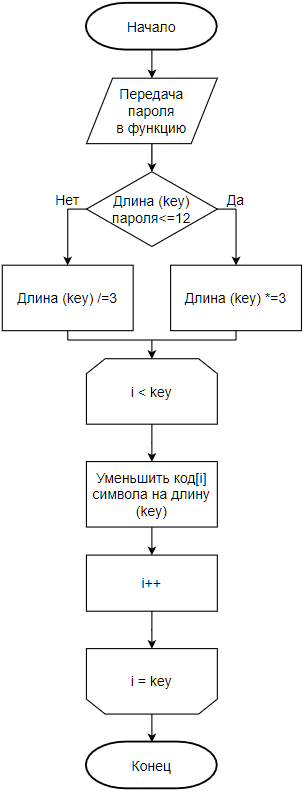 Начало
Передача
пароля
в функцию
Нет
Длина (key)
пароля<=12
Да
Длина (key) /=3
Длина (key) *=3
i < key
Уменьшить код[i]
символа на длину
(key)
i++
i = key
Конец